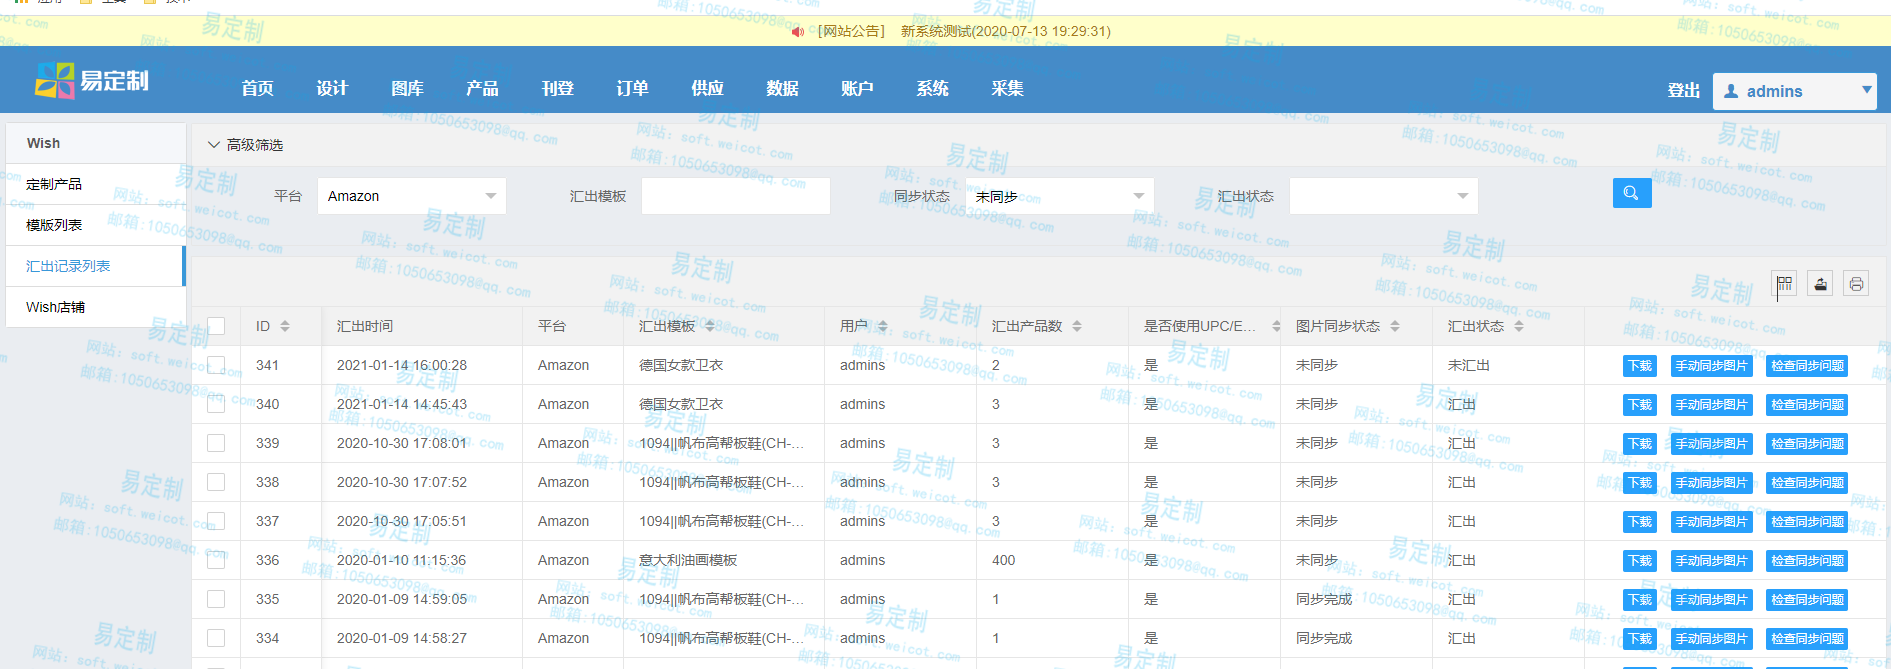 [网站公告] 新系统测试(2020-07-13 19:29:31)
易定制 首页 设计 图库 产品 刊登 订单 供应 数据 账户 系统 采集 登出 admins
Wish
定制产品
模版列表
汇出记录列表
Wish店铺
高级筛选
平台 Amazon 汇出模板 同步状态 未同步 汇出状态
ID 汇出时间 平台 汇出模板 用户 汇出产品数 是否使用UPC/E... 图片同步状态 汇出状态
341 2021-01-14 16:00:28 Amazon 德国女款卫衣 admins 2 是 未同步 未汇出 下载 手动同步图片 检查同步问题
340 2021-01-14 14:45:43 Amazon 德国女款卫衣 admins 3 是 未同步 汇出 下载 手动同步图片 检查同步问题
339 2020-10-30 17:08:01 Amazon 1094||帆布高帮板鞋(CH-... admins 3 是 未同步 汇出 下载 手动同步图片 检查同步问题
338 2020-10-30 17:07:52 Amazon 1094||帆布高帮板鞋(CH-... admins 3 是 未同步 汇出 下载 手动同步图片 检查同步问题
337 2020-10-30 17:05:51 Amazon 1094||帆布高帮板鞋(CH-... admins 3 是 未同步 汇出 下载 手动同步图片 检查同步问题
336 2020-01-10 11:15:36 Amazon 意大利油画模板 admins 400 是 未同步 汇出 下载 手动同步图片 检查同步问题
335 2020-01-09 14:59:05 Amazon 1094||帆布高帮板鞋(CH-... admins 1 是 同步完成 汇出 下载 手动同步图片 检查同步问题
334 2020-01-09 14:58:27 Amazon 1094||帆布高帮板鞋(CH-... admins 1 是 同步完成 汇出 下载 手动同步图片 检查同步问题
易定制
网站: soft.weicot.com
邮箱:1050653098@qq.com